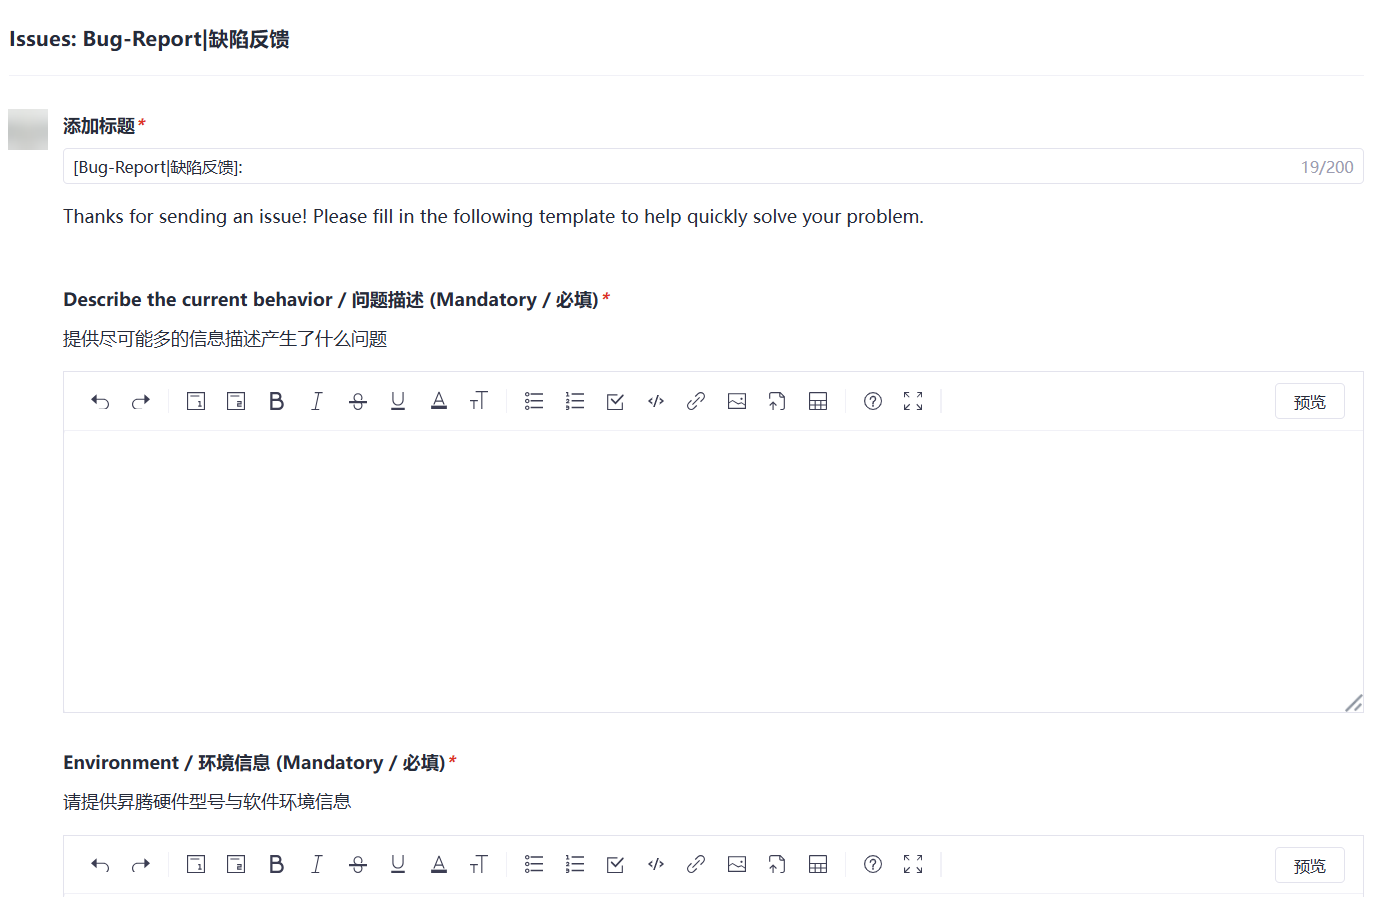 Issues: Bug-Report|缺陷反馈
添加标题*
[Bug-Report|缺陷反馈]: 19/200
Thanks for sending an issue! Please fill in the following template to help quickly solve your problem.
Describe the current behavior / 问题描述 (Mandatory / 必填)*
提供尽可能多的信息描述产生了什么问题
预览
Environment / 环境信息 (Mandatory / 必填)*
请提供昇腾硬件型号与软件环境信息
预览